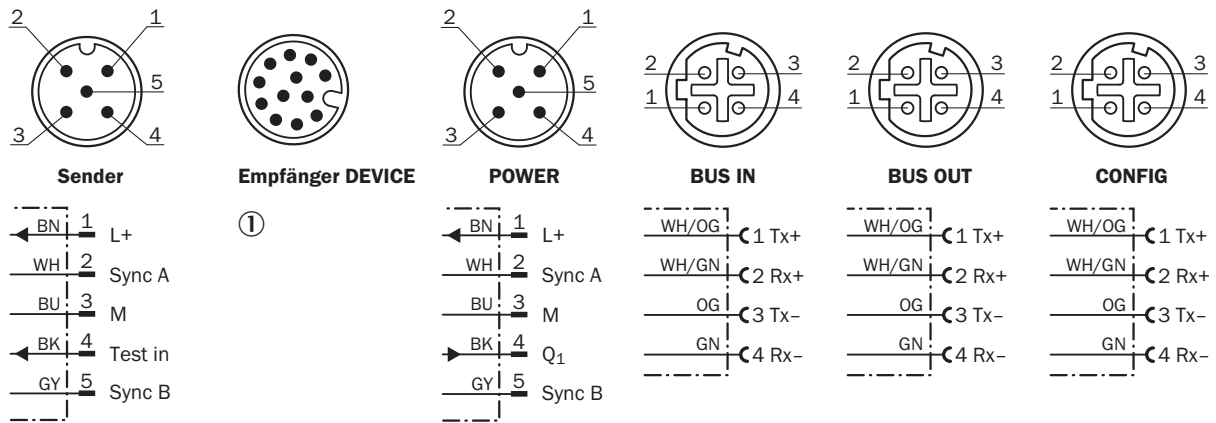 2 1
5
3 4
Sender
BN 1 L+
WH 2 Sync A
BU 3 M
BK 4 Test in
GY 5 Sync B
Empfänger DEVICE
①
2 1
5
3 4
POWER
BN 1 L+
WH 2 Sync A
BU 3 M
BK 4 Q1
GY 5 Sync B
2 3
1 4
BUS IN
WH/OG 1 Tx+
WH/GN 2 Rx+
OG 3 Tx–
GN 4 Rx–
2 3
1 4
BUS OUT
WH/OG 1 Tx+
WH/GN 2 Rx+
OG 3 Tx–
GN 4 Rx–
2 3
1 4
CONFIG
WH/OG 1 Tx+
WH/GN 2 Rx+
OG 3 Tx–
GN 4 Rx–